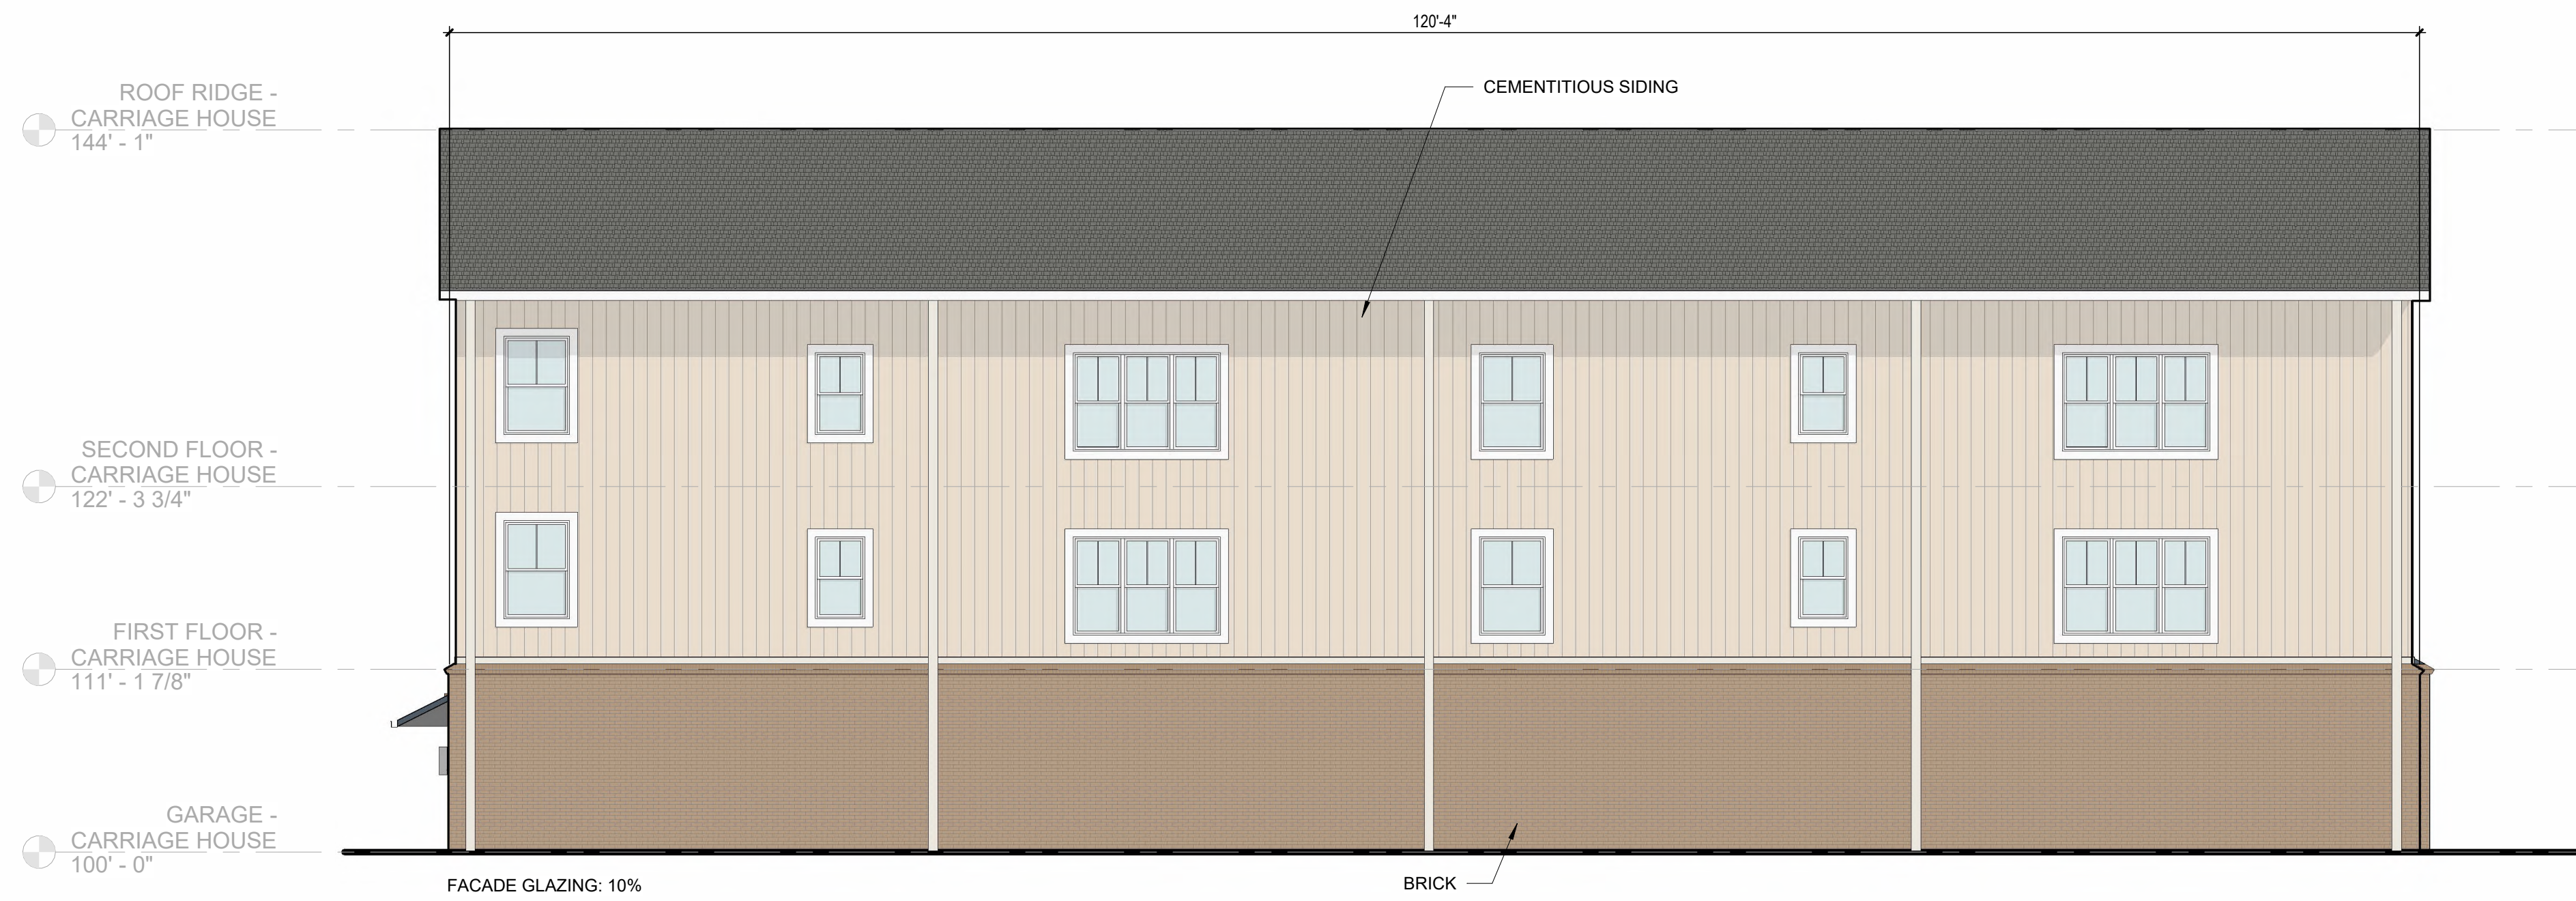 120'-4"
CEMENTITIOUS SIDING
ROOF RIDGE -
CARRIAGE HOUSE
144' - 1"
SECOND FLOOR -
CARRIAGE HOUSE
122' - 3 3/4"
FIRST FLOOR -
CARRIAGE HOUSE
111' - 1 7/8"
GARAGE -
CARRIAGE HOUSE
100' - 0"
FACADE GLAZING: 10%
BRICK